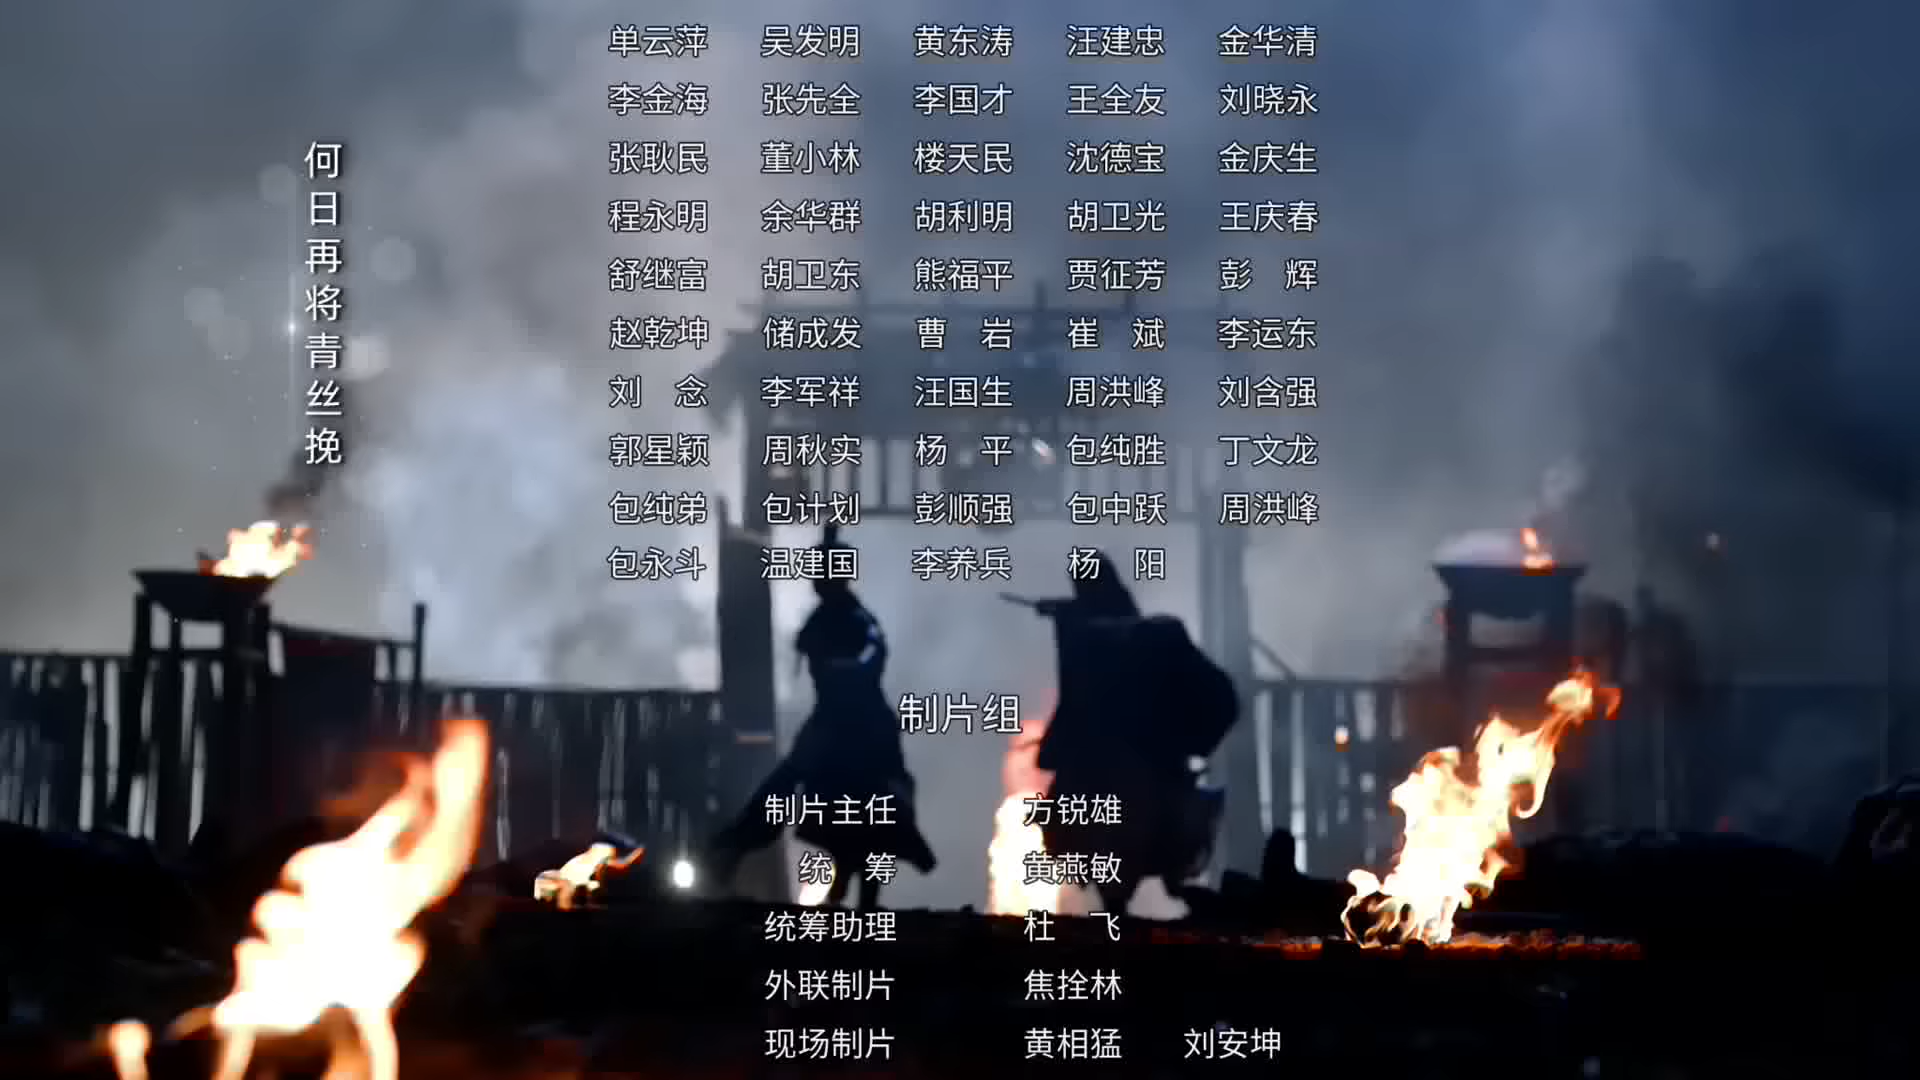 何日再将青丝挽
单云萍 吴发明 黄东涛 汪建忠 金华清
李金海 张先全 李国才 王全友 刘晓永
张耿民 董小林 楼天民 沈德宝 金庆生
程永明 余华群 胡利明 胡卫光 王庆春
舒继富 胡卫东 熊福平 贾征芳 彭 辉
赵乾坤 储成发 曹 岩 崔 斌 李运东
刘 念 李军祥 汪国生 周洪峰 刘含强
郭星颖 周秋实 杨 平 包纯胜 丁文龙
包纯弟 包计划 彭顺强 包中跃 周洪峰
包永斗 温建国 李养兵 杨 阳
制片组
制片主任 方锐雄
统 筹 黄燕敏
统筹助理 杜 飞
外联制片 焦拴林
现场制片 黄相猛 刘安坤